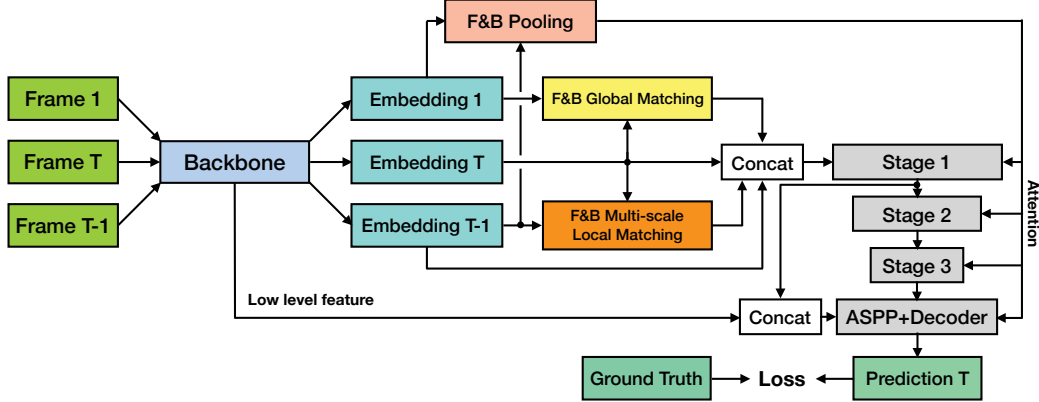 F&B Pooling
Frame 1
Embedding 1
F&B Global Matching
Frame T
Backbone
Embedding T
Concat
Stage 1
Frame T-1
Embedding T-1
F&B Multi-scale
Local Matching
Stage 2
Attention
Stage 3
Low level feature
Concat
ASPP+Decoder
Ground Truth
Loss
Prediction T